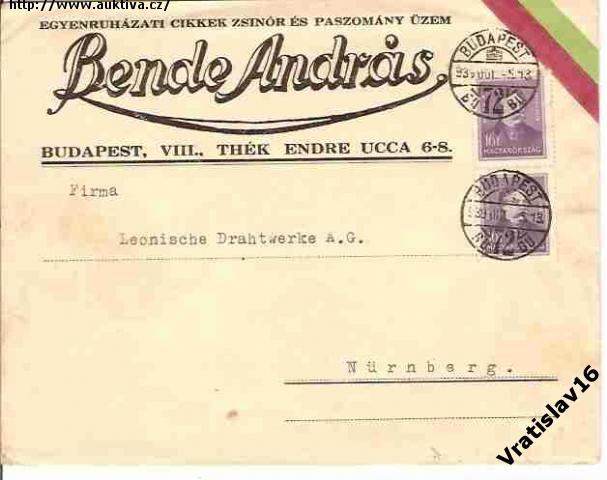 http://www.auktiva.cz/
EGYENRUHÁZATI CIKKEK ZSINÓR ÉS PASZOMÁNY ÜZEM
Bende András,
BUDAPEST, VIII., THÉK ENDRE UCCA 6-8.
BUDAPEST
72
MAGYARORSZÁG
BUDAPEST
72
Firma
Leonische Drahtwerke A.G.
Nürnberg.
Vratislav16